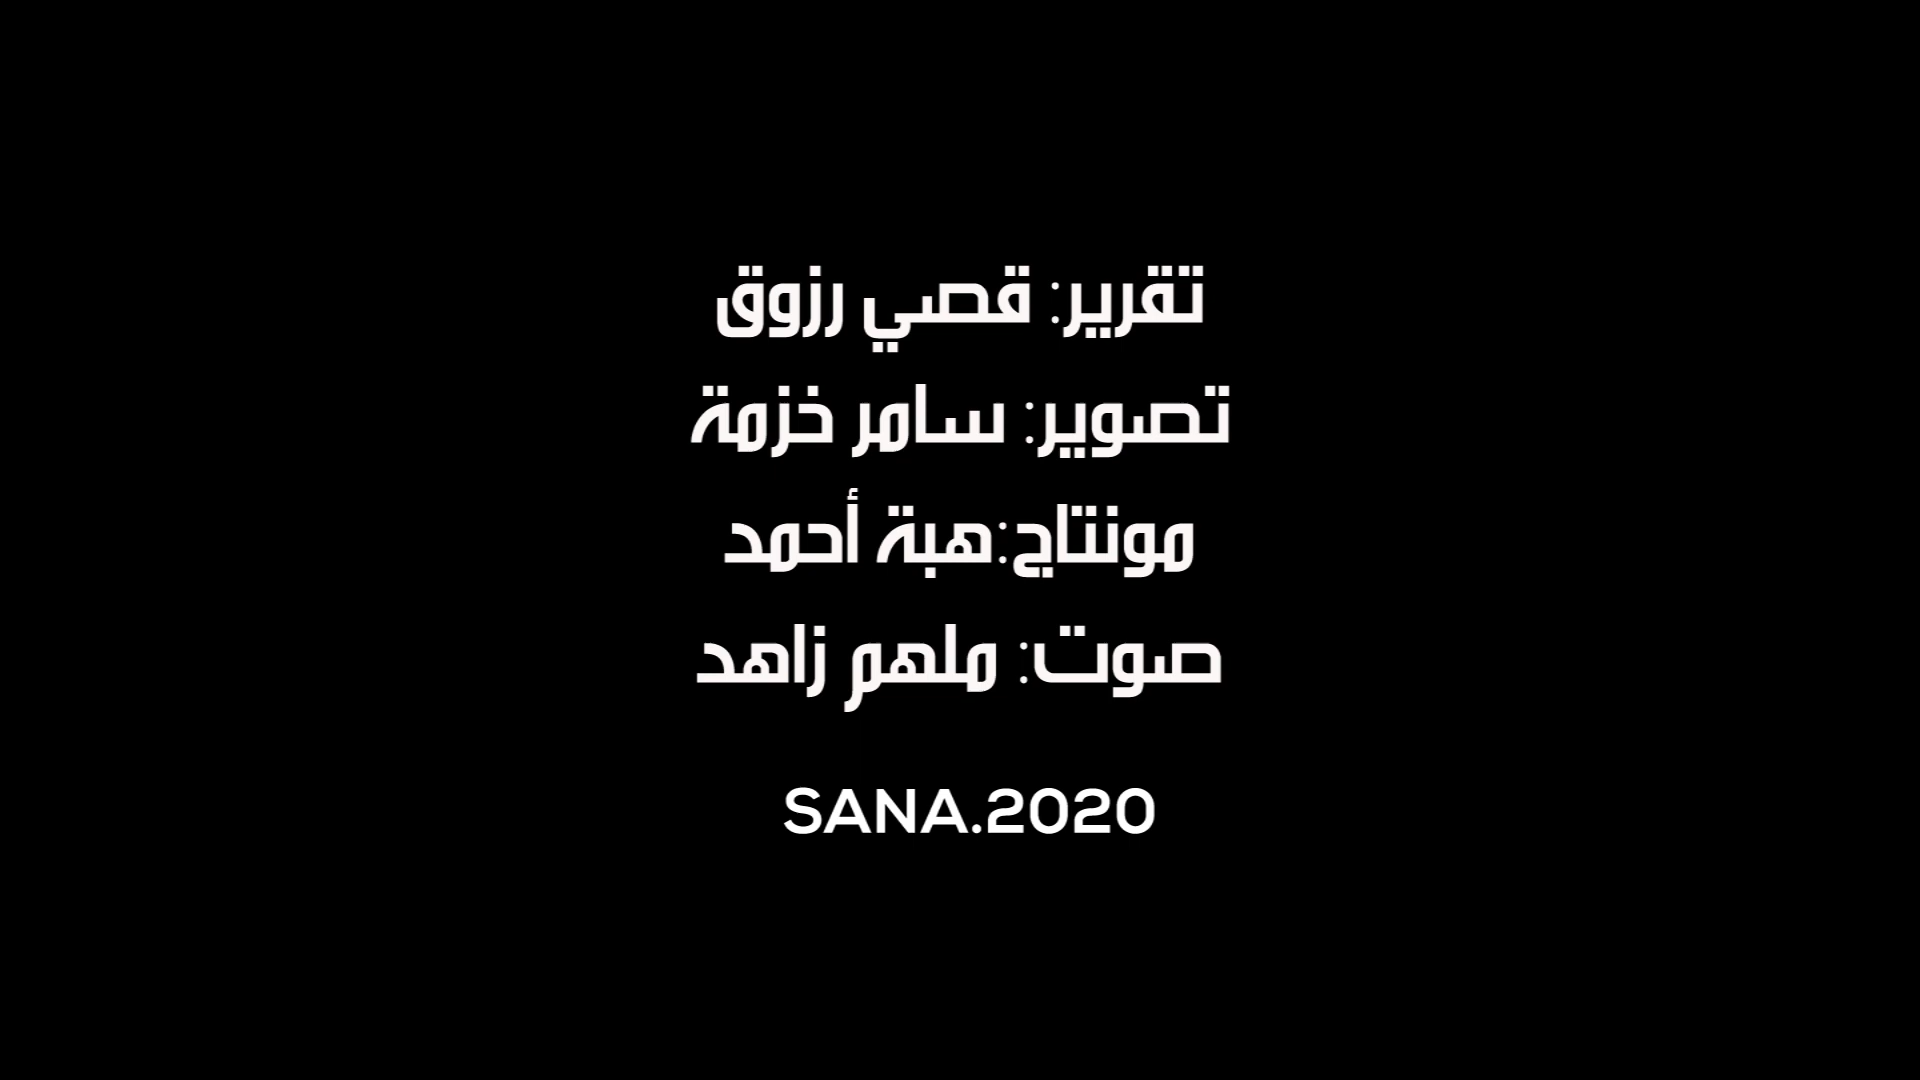 تقرير: قصي رزوق
تصوير: سامر خزمة
مونتاج:هبة أحمد
صوت: ملهم زاهد
SANA.2020